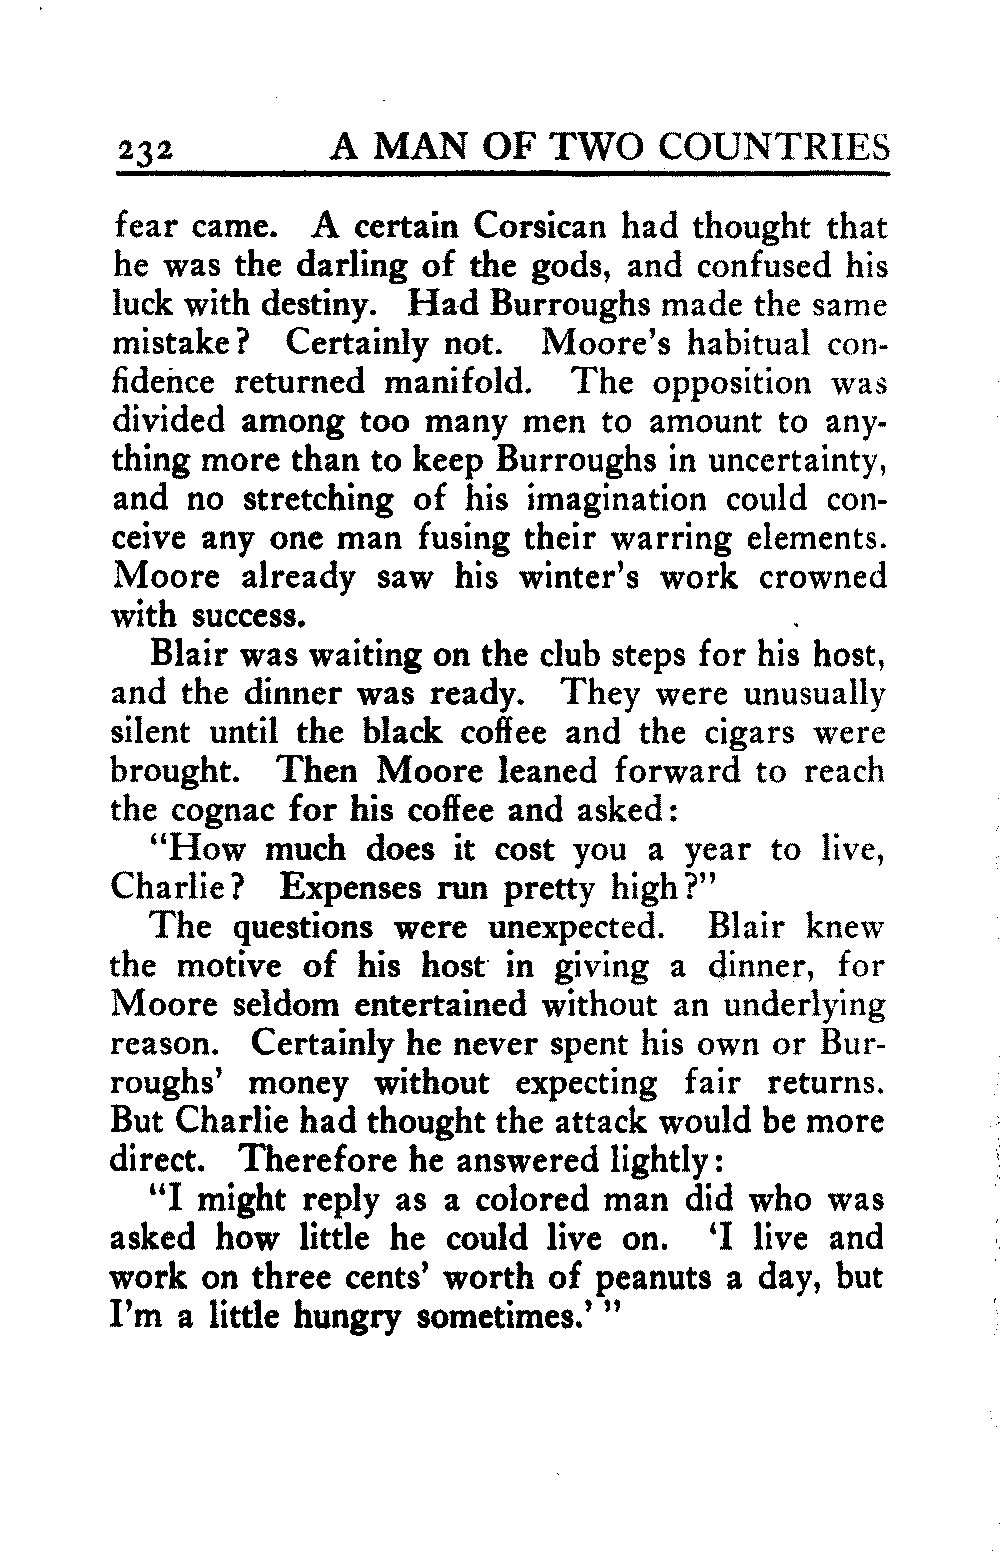 232 A MAN OF TWO COUNTRIES
fear came. A certain Corsican had thought that
he was the darling of the gods, and confused his
luck with destiny. Had Burroughs made the same
mistake? Certainly not. Moore's habitual con-
fidence returned manifold. The opposition was
divided among too many men to amount to any-
thing more than to keep Burroughs in uncertainty,
and no stretching of his imagination could con-
ceive any one man fusing their warring elements.
Moore already saw his winter's work crowned
with success.
Blair was waiting on the club steps for his host,
and the dinner was ready. They were unusually
silent until the black coffee and the cigars were
brought. Then Moore leaned forward to reach
the cognac for his coffee and asked:
“How much does it cost you a year to live,
Charlie? Expenses run pretty high?”
The questions were unexpected. Blair knew
the motive of his host in giving a dinner, for
Moore seldom entertained without an underlying
reason. Certainly he never spent his own or Bur-
roughs' money without expecting fair returns.
But Charlie had thought the attack would be more
direct. Therefore he answered lightly:
“I might reply as a colored man did who was
asked how little he could live on. ‘I live and
work on three cents' worth of peanuts a day, but
I'm a little hungry sometimes.’ ”